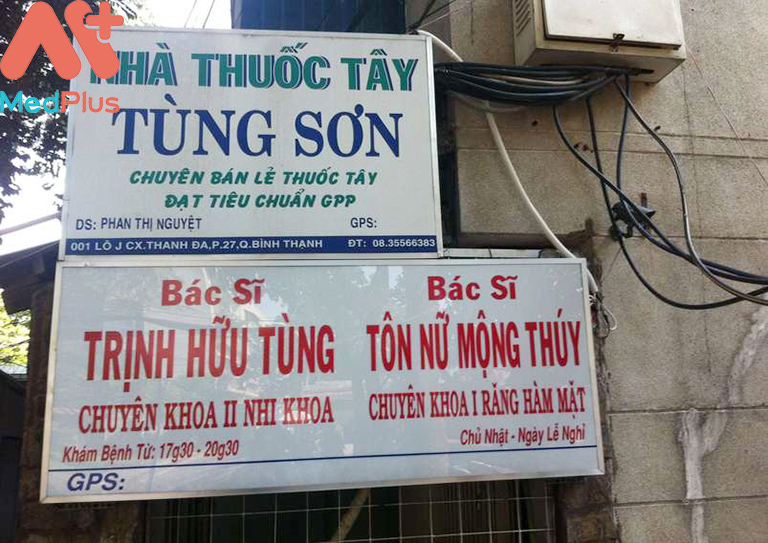 MedPlus
NHÀ THUỐC TÂY
TÙNG SƠN
CHUYÊN BÁN LẺ THUỐC TÂY
ĐẠT TIÊU CHUẨN GPP
DS: PHAN THỊ NGUYỆT GPS:
001 LÔ J CX.THANH ĐA,P.27,Q.BÌNH THẠNH ĐT: 08.35566383
Bác Sĩ
TRỊNH HỮU TÙNG
CHUYÊN KHOA II NHI KHOA
Khám Bệnh Từ: 17g30 - 20g30
Bác Sĩ
TÔN NỮ MỘNG THÚY
CHUYÊN KHOA I RĂNG HÀM MẶT
Chủ Nhật - Ngày Lễ Nghỉ
GPS: